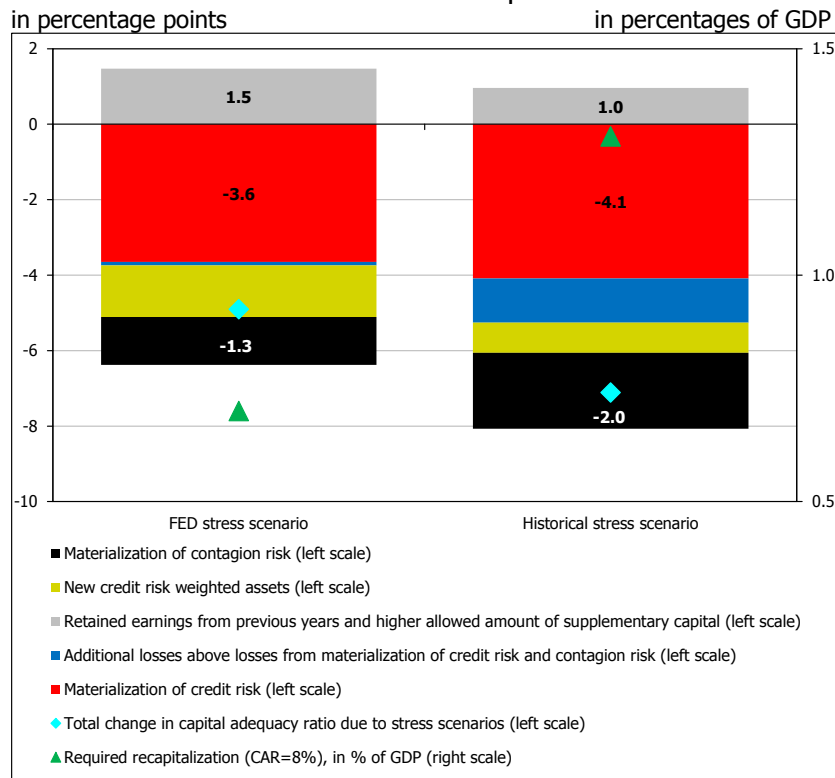 in percentage points in percentages of GDP
2 1.5
1.5 1.0
0
-3.6 -4.1
-2
-4 1.0
-6
-1.3
-8
-2.0
-10 0.5
FED stress scenario Historical stress scenario
Materialization of contagion risk (left scale)
New credit risk weighted assets (left scale)
Retained earnings from previous years and higher allowed amount of supplementary capital (left scale)
Additional losses above losses from materialization of credit risk and contagion risk (left scale)
Materialization of credit risk (left scale)
Total change in capital adequacy ratio due to stress scenarios (left scale)
Required recapitalization (CAR=8%), in % of GDP (right scale)